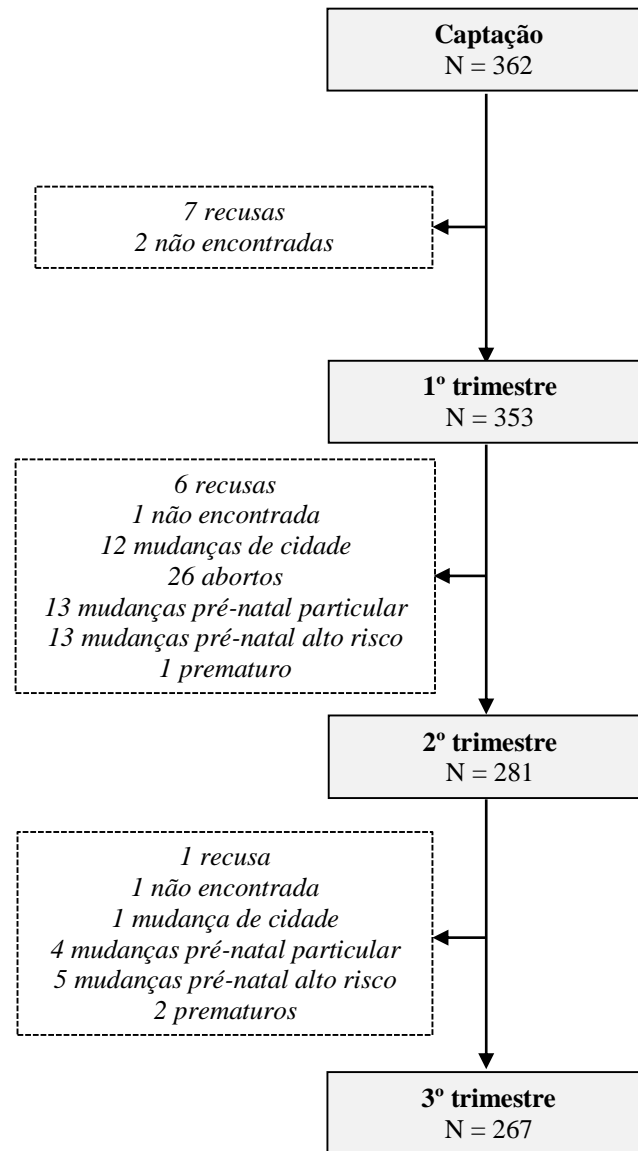 Captação
N = 362
7 recusas
2 não encontradas
1º trimestre
N = 353
6 recusas
1 não encontrada
12 mudanças de cidade
26 abortos
13 mudanças pré-natal particular
13 mudanças pré-natal alto risco
1 prematuro
2º trimestre
N = 281
1 recusa
1 não encontrada
1 mudança de cidade
4 mudanças pré-natal particular
5 mudanças pré-natal alto risco
2 prematuros
3º trimestre
N = 267